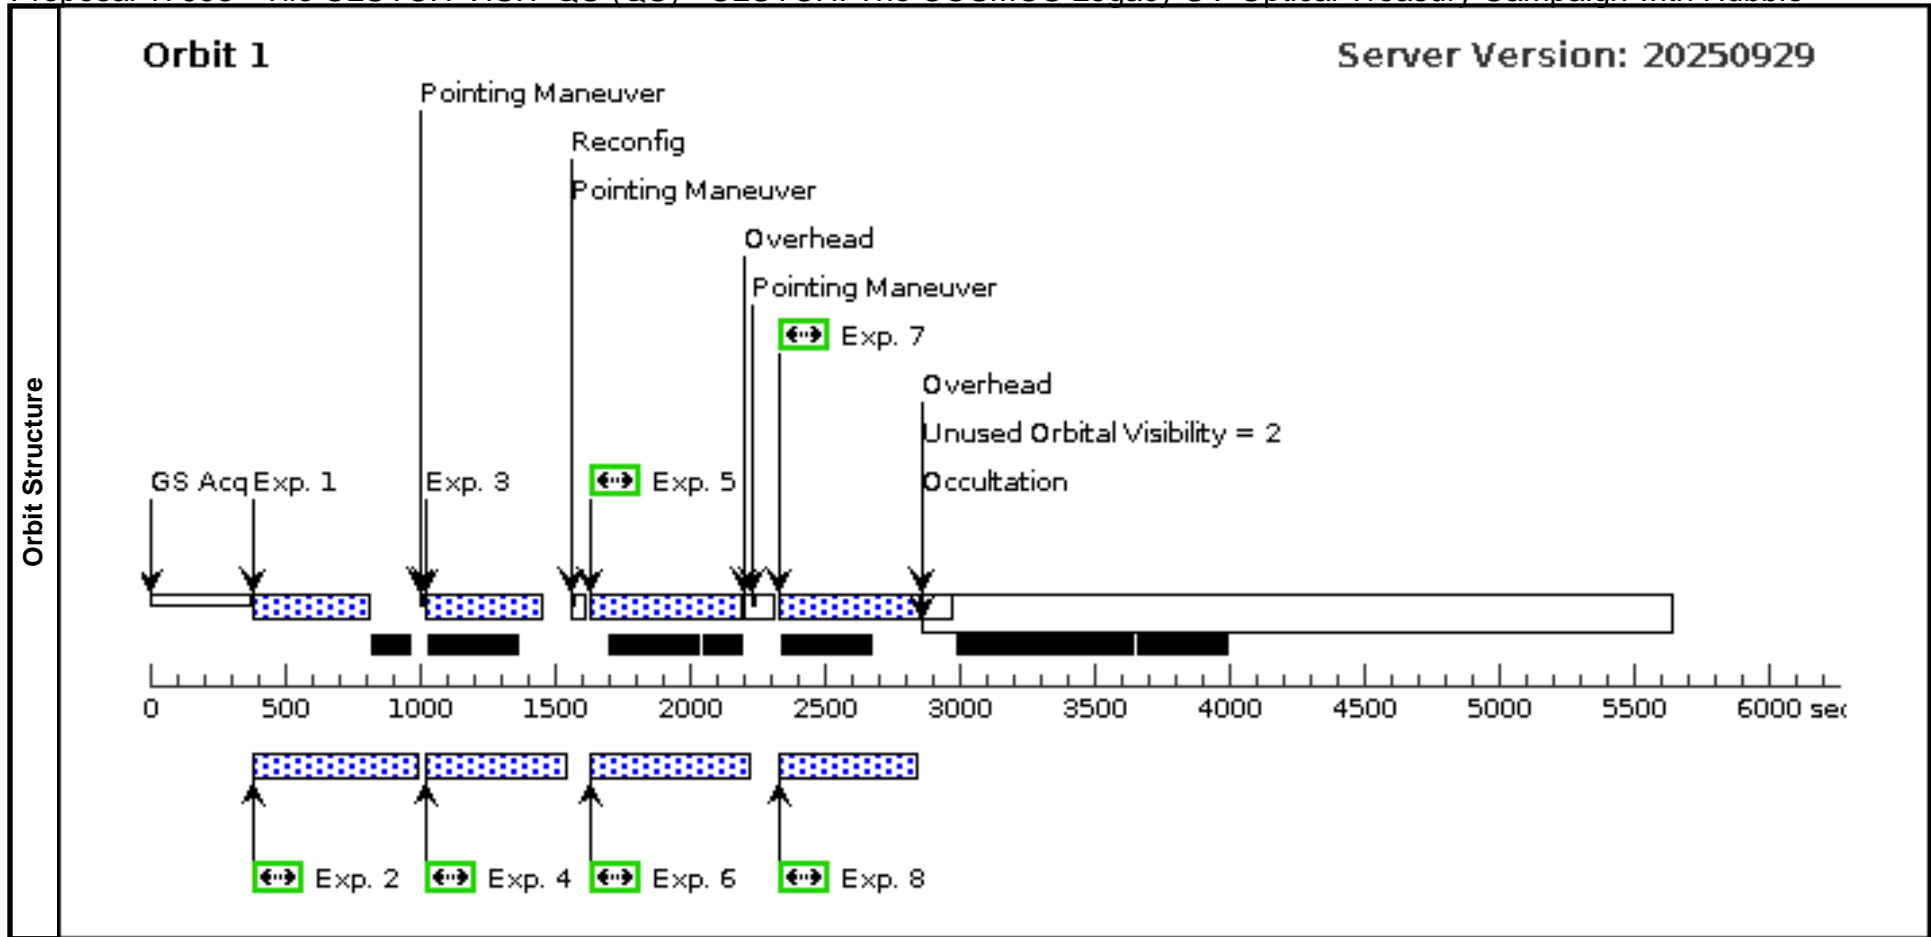 Orbit 1
Server Version: 20250929
Pointing Maneuver
Reconfig
Pointing Maneuver
Overhead
Pointing Maneuver
Exp. 7
Overhead
Unused Orbital Visibility = 2
GS Acq Exp. 1 Exp. 3 Exp. 5 Occultation
Orbit Structure
0 500 1000 1500 2000 2500 3000 3500 4000 4500 5000 5500 6000
Exp. 2 Exp. 4 Exp. 6 Exp. 8